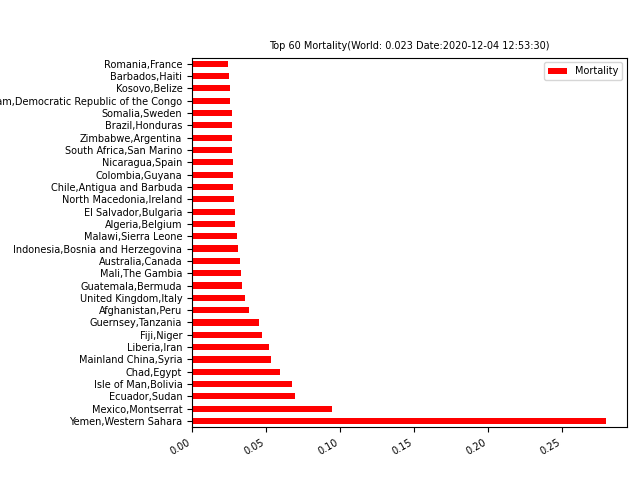 Top 60 Mortality(World: 0.023 Date:2020-12-04 12:53:30)
Mortality
Romania,France
Barbados,Haiti
Kosovo,Belize
am,Democratic Republic of the Congo
Somalia,Sweden
Brazil,Honduras
Zimbabwe,Argentina
South Africa,San Marino
Nicaragua,Spain
Colombia,Guyana
Chile,Antigua and Barbuda
North Macedonia,Ireland
El Salvador,Bulgaria
Algeria,Belgium
Malawi,Sierra Leone
Indonesia,Bosnia and Herzegovina
Australia,Canada
Mali,The Gambia
Guatemala,Bermuda
United Kingdom,Italy
Afghanistan,Peru
Guernsey,Tanzania
Fiji,Niger
Liberia,Iran
Mainland China,Syria
Chad,Egypt
Isle of Man,Bolivia
Ecuador,Sudan
Mexico,Montserrat
Yemen,Western Sahara
0.00 0.05 0.10 0.15 0.20 0.25